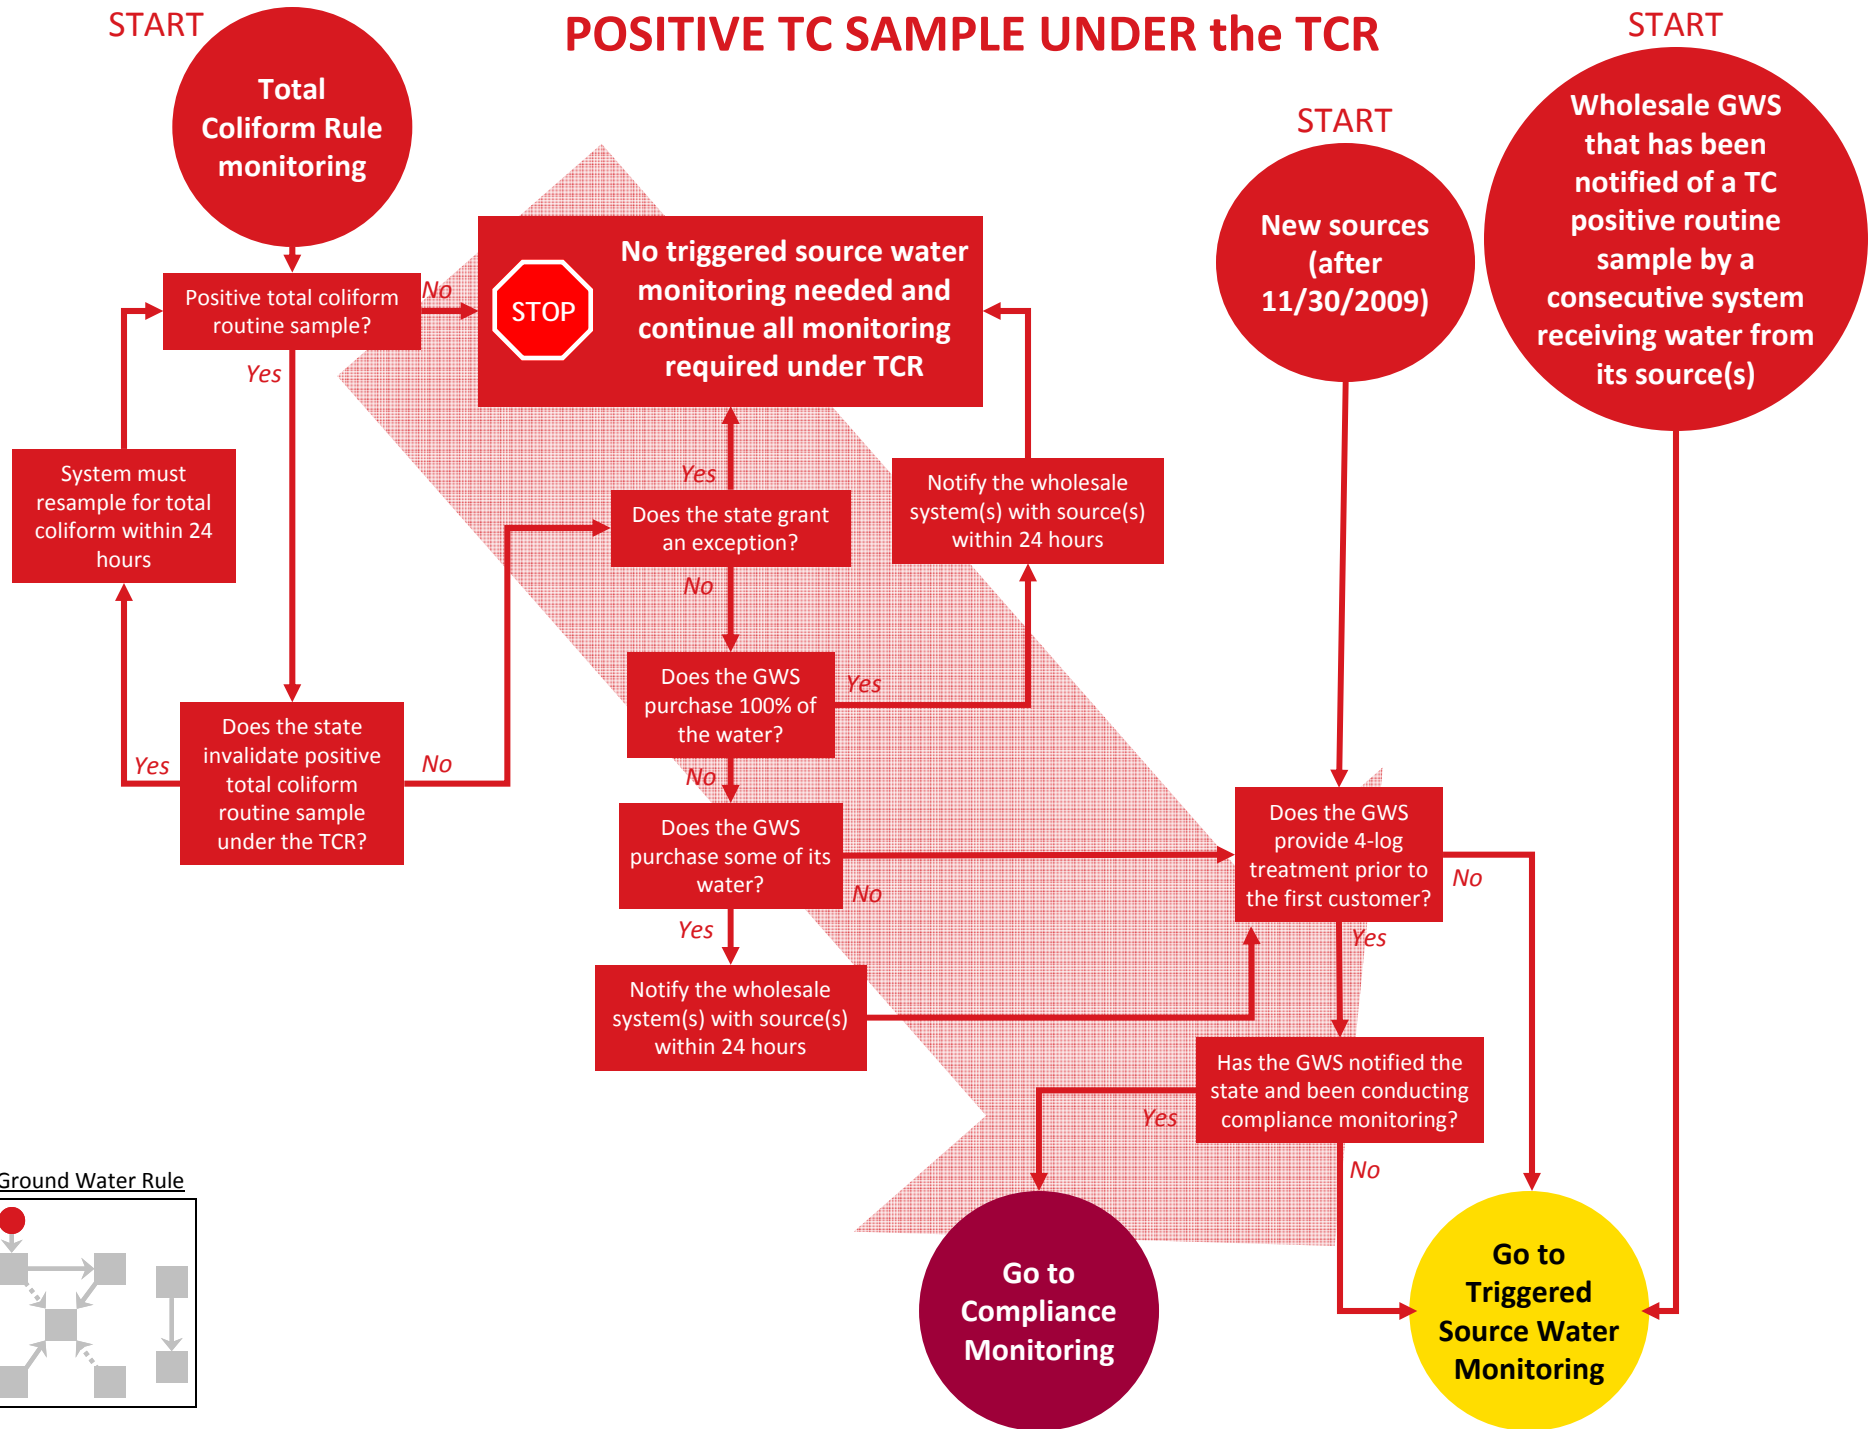 START
POSITIVE TC SAMPLE UNDER the TCR
START
Total
Coliform Rule
monitoring
Wholesale GWS
that has been
notified of a TC
positive routine
sample by a
consecutive system
receiving water from
its source(s)
START
New sources
(after
11/30/2009)
Positive total coliform
routine sample?
No
Yes
STOP
No triggered source water
monitoring needed and
continue all monitoring
required under TCR
System must
resample for total
coliform within 24
hours
Yes
Does the state grant
an exception?
No
Notify the wholesale
system(s) with source(s)
within 24 hours
Does the GWS
purchase 100% of
the water?
Yes
No
Does the state
invalidate positive
total coliform
routine sample
under the TCR?
Yes
No
Does the GWS
purchase some of its
water?
No
Yes
Does the GWS
provide 4-log
treatment prior to
the first customer?
No
Yes
Notify the wholesale
system(s) with source(s)
within 24 hours
Has the GWS notified the
state and been conducting
compliance monitoring?
Yes
No
Ground Water Rule
Go to
Compliance
Monitoring
Go to
Triggered
Source Water
Monitoring